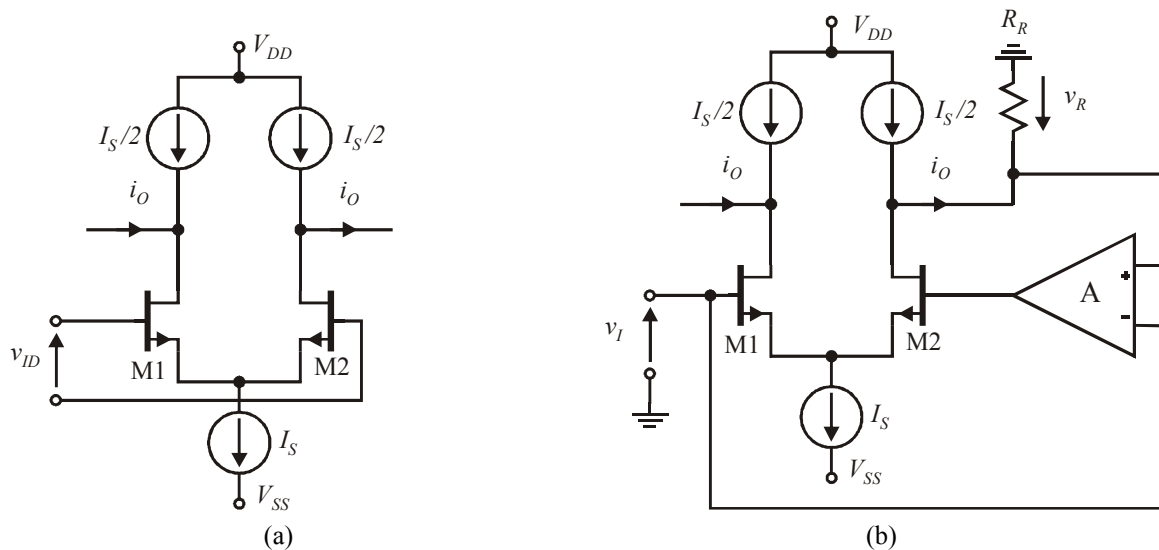 V_DD
I_S/2 I_S/2
i_O i_O
v_ID
M1 M2
I_S
V_SS
(a)
V_DD R_R
I_S/2 I_S/2 v_R
i_O i_O
+
A
-
v_I
M1 M2
I_S
V_SS
(b)